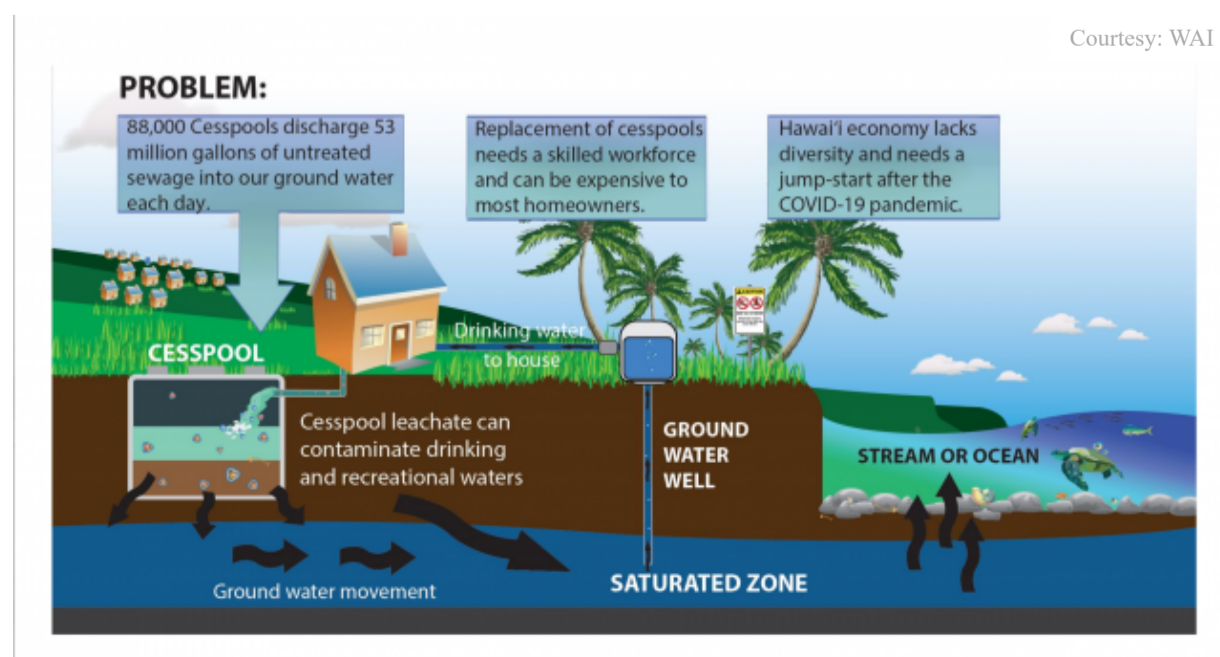 Courtesy: WAI
PROBLEM:
88,000 Cesspools discharge 53
million gallons of untreated
sewage into our ground water
each day.
Replacement of cesspools
needs a skilled workforce
and can be expensive to
most homeowners.
Hawai‘i economy lacks
diversity and needs a
jump-start after the
COVID-19 pandemic.
CESSPOOL
Drinking water
to house
Cesspool leachate can
contaminate drinking
and recreational waters
GROUND
WATER
WELL
STREAM OR OCEAN
Ground water movement
SATURATED ZONE